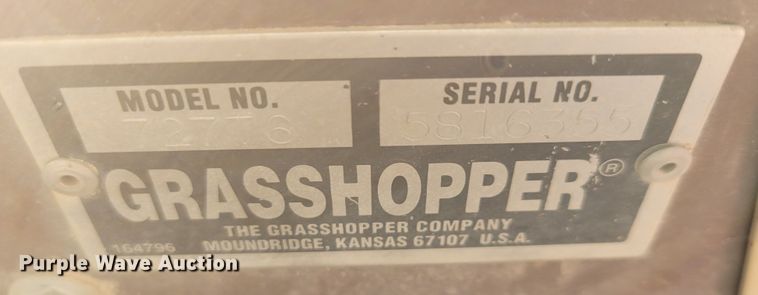 MODEL NO. SERIAL NO.
727T6 5816355
GRASSHOPPER®
THE GRASSHOPPER COMPANY
164796 MOUNDRIDGE, KANSAS 67107 U.S.A.
Purple Wave Auction